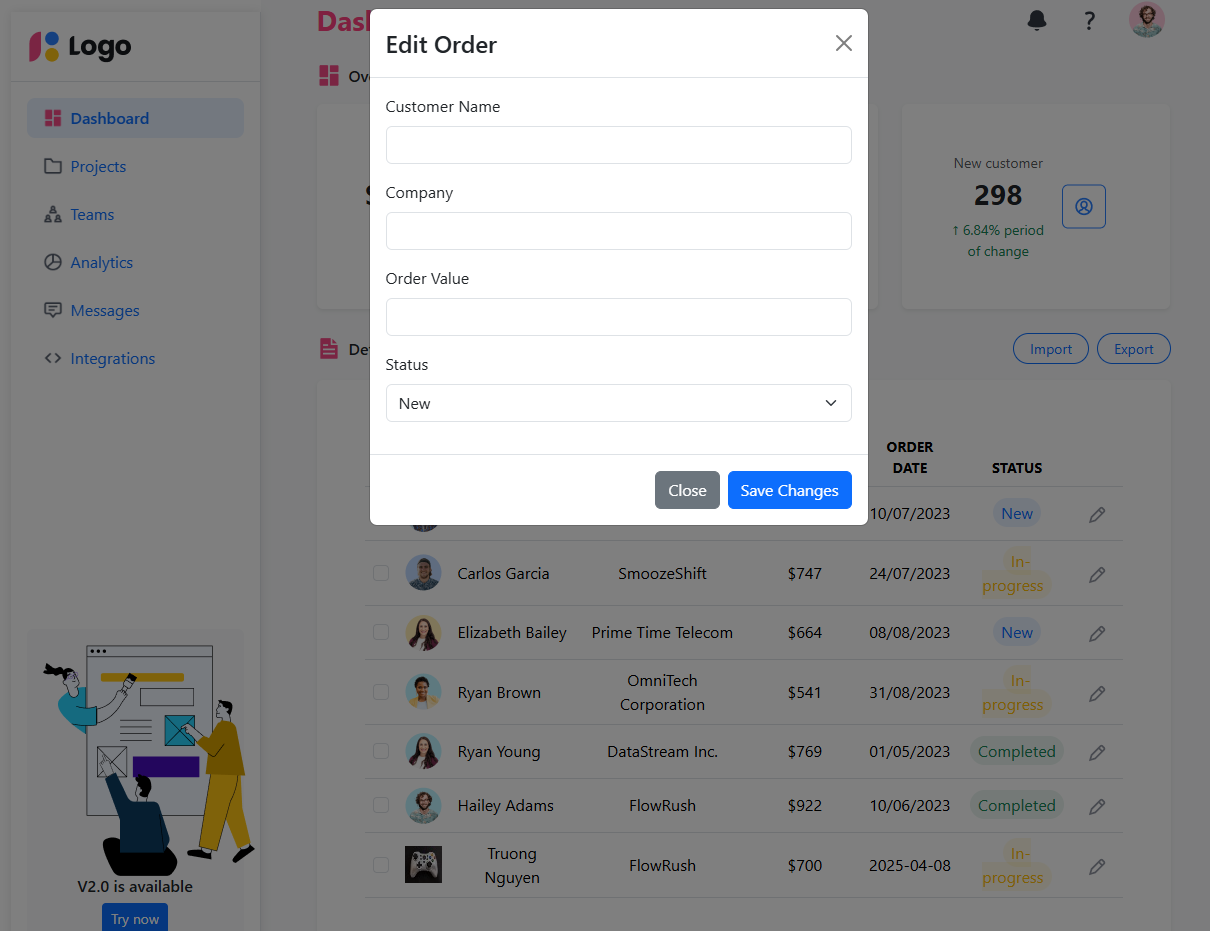 Logo
Dashboard
Projects
Teams
Analytics
Messages
Integrations
V2.0 is available
Try now
Edit Order
Customer Name
Company
Order Value
Status
New
Close
Save Changes
?
New customer
298
↑ 6.84% period
of change
Import
Export
ORDER
DATE
STATUS
10/07/2023 New
Carlos Garcia SmoozeShift $747 24/07/2023 In-
progress
Elizabeth Bailey Prime Time Telecom $664 08/08/2023 New
Ryan Brown OmniTech
Corporation $541 31/08/2023 In-
progress
Ryan Young DataStream Inc. $769 01/05/2023 Completed
Hailey Adams FlowRush $922 10/06/2023 Completed
Truong
Nguyen FlowRush $700 2025-04-08 In-
progress